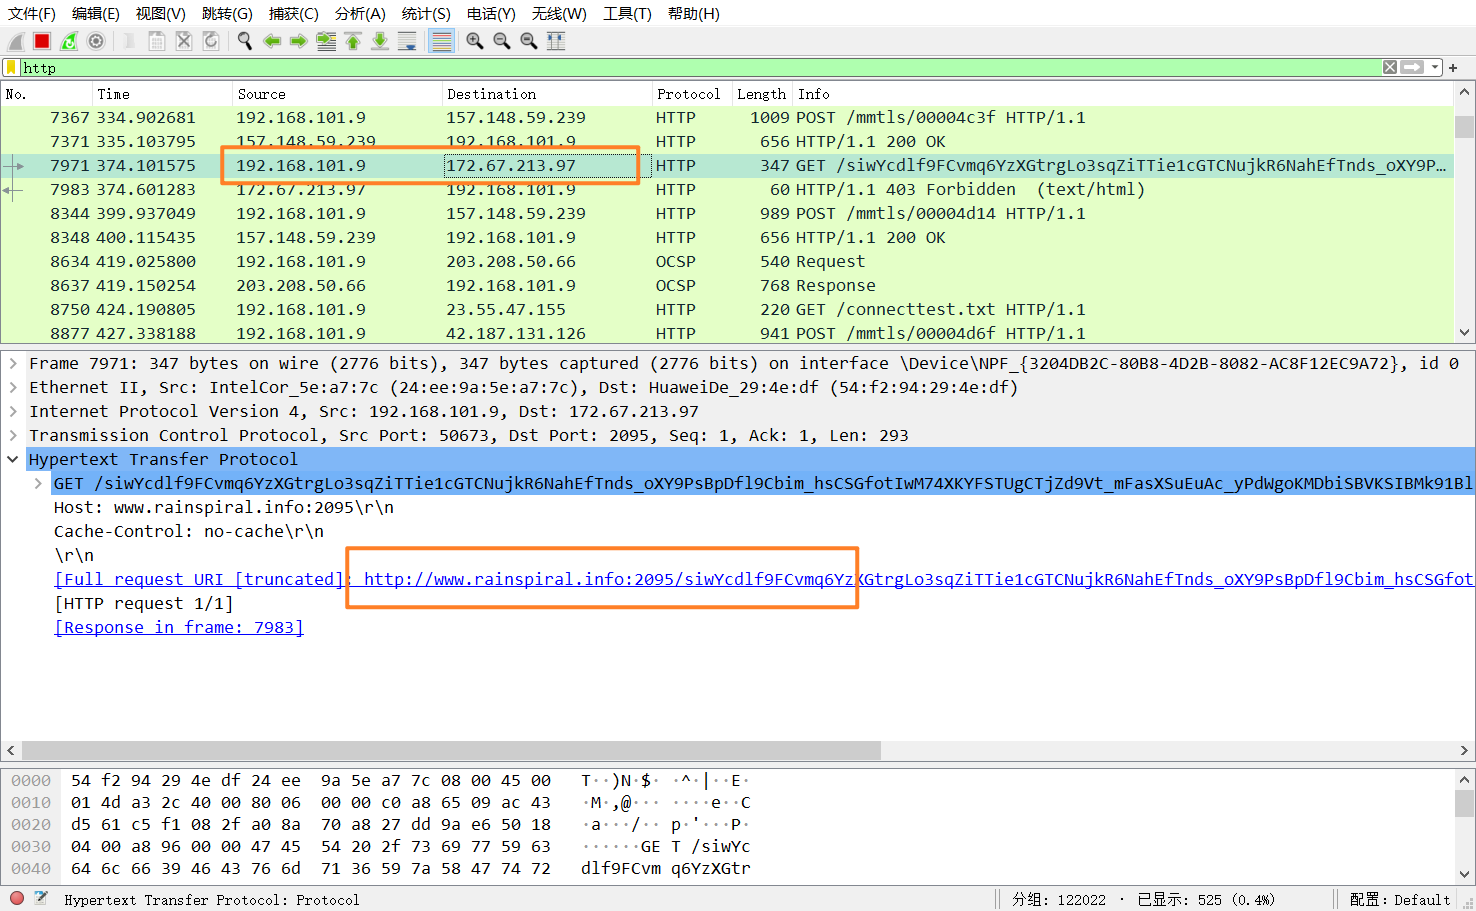 文件(F) 编辑(E) 视图(V) 跳转(G) 捕获(C) 分析(A) 统计(S) 电话(Y) 无线(W) 工具(T) 帮助(H)
http
No. Time Source Destination Protocol Length Info
7367 334.902681 192.168.101.9 157.148.59.239 HTTP 1009 POST /mmtls/00004c3f HTTP/1.1
7371 335.103795 157.148.59.239 192.168.101.9 HTTP 656 HTTP/1.1 200 OK
7971 374.101575 192.168.101.9 172.67.213.97 HTTP 347 GET /siwYcdlf9FCvmq6YzXGtrgLo3sqZiTTie1cGTCNujkR6NahEfTnds_oXY9P…
7983 374.601283 172.67.213.97 192.168.101.9 HTTP 60 HTTP/1.1 403 Forbidden (text/html)
8344 399.937049 192.168.101.9 157.148.59.239 HTTP 989 POST /mmtls/00004d14 HTTP/1.1
8348 400.115435 157.148.59.239 192.168.101.9 HTTP 656 HTTP/1.1 200 OK
8634 419.025800 192.168.101.9 203.208.50.66 OCSP 540 Request
8637 419.150254 203.208.50.66 192.168.101.9 OCSP 768 Response
8750 424.190805 192.168.101.9 23.55.47.155 HTTP 220 GET /connecttest.txt HTTP/1.1
8877 427.338188 192.168.101.9 42.187.131.126 HTTP 941 POST /mmtls/00004d6f HTTP/1.1
Frame 7971: 347 bytes on wire (2776 bits), 347 bytes captured (2776 bits) on interface \Device\NPF_{3204DB2C-80B8-4D2B-8082-AC8F12EC9A72}, id 0
Ethernet II, Src: IntelCor_5e:a7:7c (24:ee:9a:5e:a7:7c), Dst: HuaweiDe_29:4e:df (54:f2:94:29:4e:df)
Internet Protocol Version 4, Src: 192.168.101.9, Dst: 172.67.213.97
Transmission Control Protocol, Src Port: 50673, Dst Port: 2095, Seq: 1, Ack: 1, Len: 293
Hypertext Transfer Protocol
GET /siwYcdlf9FCvmq6YzXGtrgLo3sqZiTTie1cGTCNujkR6NahEfTnds_oXY9PsBpDfl9Cbim_hsCSGfotIwM74XKYFSTUgCTjZd9Vt_mFasXSuEuAc_yPdWgoKMDbiSBVKSIBMk91Bl
Host: www.rainspiral.info:2095\r\n
Cache-Control: no-cache\r\n
\r\n
[Full request URI [truncated]: http://www.rainspiral.info:2095/siwYcdlf9FCvmq6YzXGtrgLo3sqZiTTie1cGTCNujkR6NahEfTnds_oXY9PsBpDfl9Cbim_hsCSGfot
[HTTP request 1/1]
[Response in frame: 7983]
0000 54 f2 94 29 4e df 24 ee 9a 5e a7 7c 08 00 45 00 T··)N·$· ·^·|··E·
0010 01 4d a3 2c 40 00 80 06 00 00 c0 a8 65 09 ac 43 ·M·,@··· ····e··C
0020 d5 61 c5 f1 08 2f a0 8a 70 a8 27 dd 9a e6 50 18 ·a···/·· p·'···P·
0030 04 00 a8 96 00 00 47 45 54 20 2f 73 69 77 59 63 ······GE T /siwYc
0040 64 6c 66 39 46 43 76 6d 71 36 59 7a 58 47 74 72 dlf9FCvm q6YzXGtr
Hypertext Transfer Protocol: Protocol 分组: 122022 · 已显示: 525 (0.4%) 配置: Default